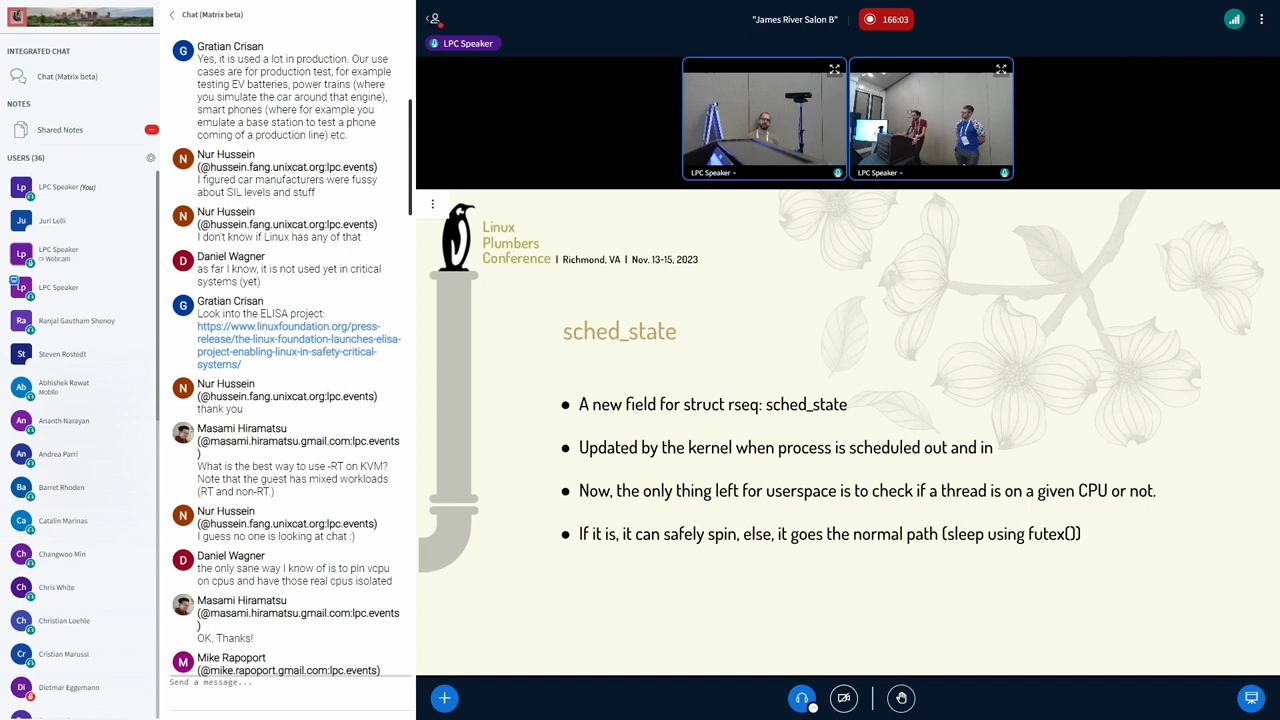 INTEGRATED CHAT
Chat (Matrix beta)
NOTES
Shared Notes
USERS (36)
Lp
LPC Speaker (You)
Ju
Juri Lelli
Lp
LPC Speaker
Webcam
Lp
LPC Speaker
Ra
Ranjal Gautham Shenoy
St
Steven Rostedt
Ab
Abhishek Rawat
Mobile
An
Ananth Narayan
An
Andrea Parri
Ba
Barret Rhoden
Ca
Catalin Marinas
Ch
Changwoo Min
Ch
Chris White
Ch
Christian Loehle
Cr
Cristian Marussi
Di
Dietmar Eggemann
Chat (Matrix beta)
G
Gratian Crisan
Yes, it is used a lot in production. Our use
cases are for production test, for example
testing EV batteries, power trains (where
you simulate the car around that engine),
smart phones (where for example you
emulate a base station to test a phone
coming of a production line) etc.
N
Nur Hussein
(@hussein.fang.unixcat.org:lpc.events)
I figured car manufacturers were fussy
about SIL levels and stuff
N
Nur Hussein
(@hussein.fang.unixcat.org:lpc.events)
I don't know if Linux has any of that
D
Daniel Wagner
as far I know, it is not used yet in critical
systems (yet)
G
Gratian Crisan
Look into the ELISA project:
https://www.linuxfoundation.org/press-
release/the-linux-foundation-launches-elisa-
project-enabling-linux-in-safety-critical-
systems/
N
Nur Hussein
(@hussein.fang.unixcat.org:lpc.events)
thank you
Masami Hiramatsu
(@masami.hiramatsu.gmail.com:lpc.events
)
What is the best way to use -RT on KVM?
Note that the guest has mixed workloads
(RT and non-RT.)
N
Nur Hussein
(@hussein.fang.unixcat.org:lpc.events)
I guess no one is looking at chat :)
D
Daniel Wagner
the only sane way I know of is to pin vcpu
on cpus and have those real cpus isolated
Masami Hiramatsu
(@masami.hiramatsu.gmail.com:lpc.events
)
OK. Thanks!
M
Mike Rapoport
(@mike.rapoport.gmail.com:lpc.events)
Send a message...
"James River Salon B"
166:03
LPC Speaker
LPC Speaker
LPC Speaker
Linux
Plumbers
Conference | Richmond, VA | Nov. 13-15, 2023
sched_state
● A new field for struct rseq: sched_state
● Updated by the kernel when process is scheduled out and in
● Now, the only thing left for userspace is to check if a thread is on a given CPU or not.
● If it is, it can safely spin, else, it goes the normal path (sleep using futex())